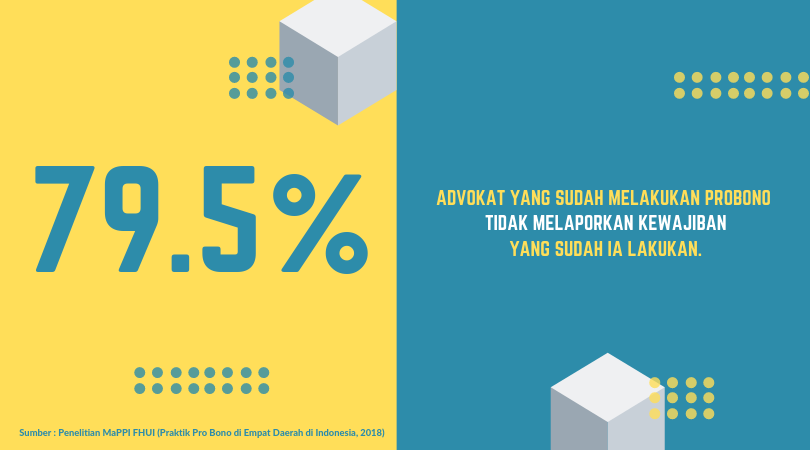 79.5%
ADVOKAT YANG SUDAH MELAKUKAN PROBONO
TIDAK MELAPORKAN KEWAJIBAN
YANG SUDAH IA LAKUKAN.
Sumber : Penelitian MaPPI FHUI (Praktik Pro Bono di Empat Daerah di Indonesia, 2018)